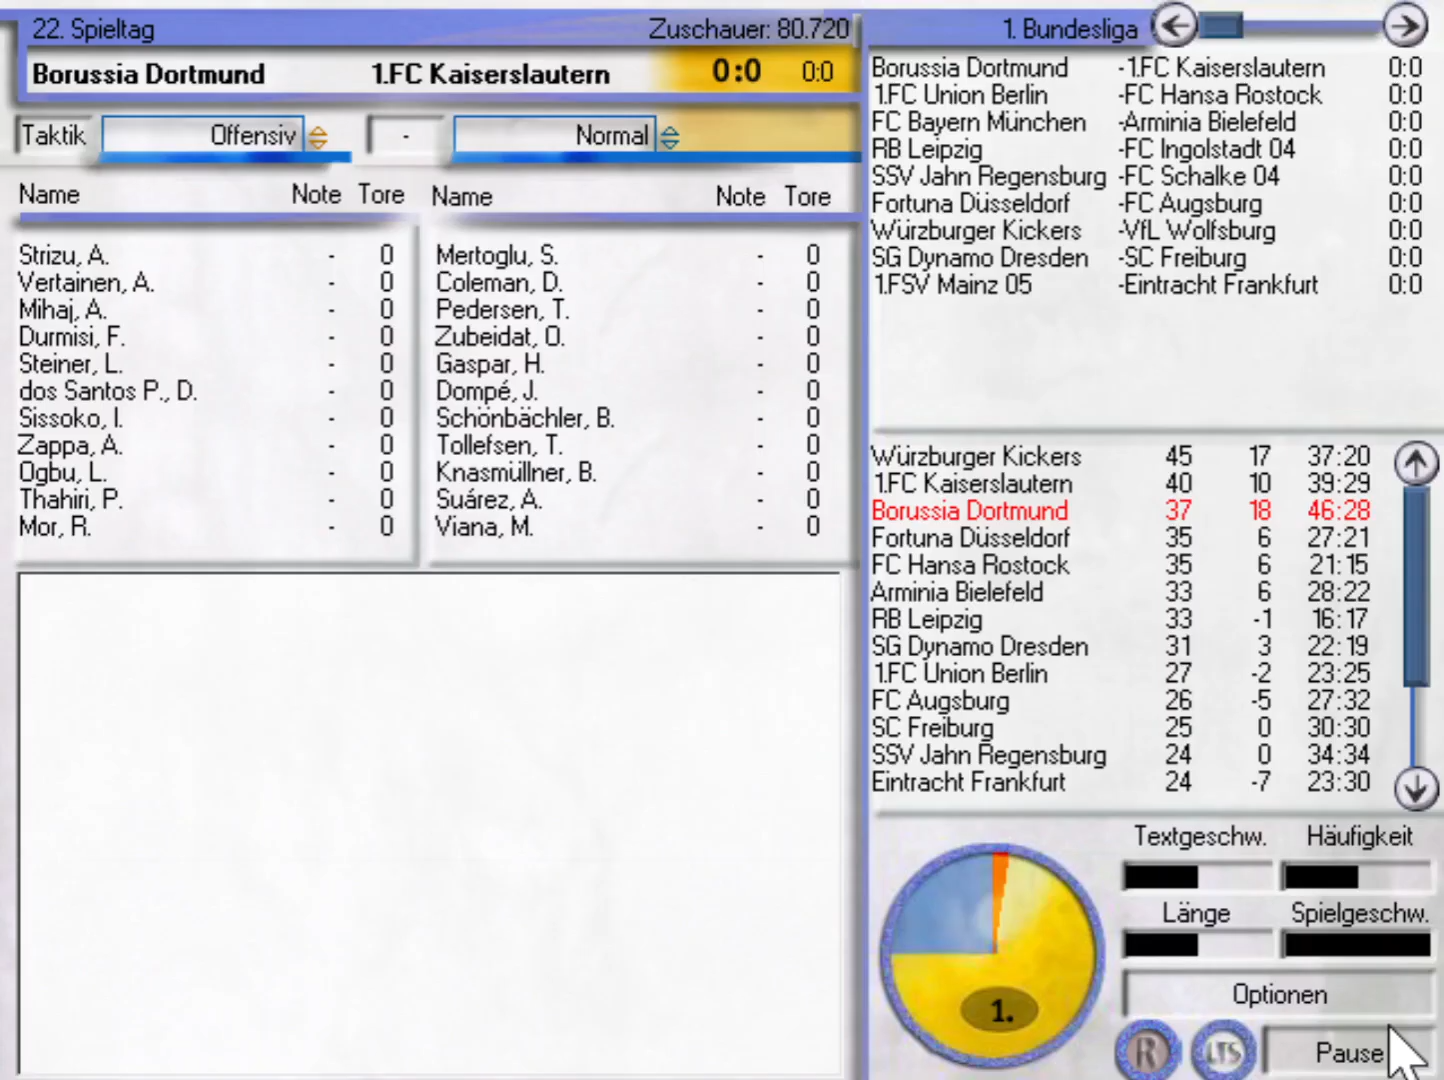 22. Spieltag Zuschauer: 80.720
Borussia Dortmund 1.FC Kaiserslautern 0:0 0:0
Taktik Offensiv - Normal
Name Note Tore Name Note Tore
Strizu, A. - 0 Mertoglu, S. - 0
Vertainen, A. - 0 Coleman, D. - 0
Mihaj, A. - 0 Pedersen, T. - 0
Durmisi, F. - 0 Zubeidat, O. - 0
Steiner, L. - 0 Gaspar, H. - 0
dos Santos P., D. - 0 Dompé, J. - 0
Sissoko, I. - 0 Schönbächler, B. - 0
Zappa, A. - 0 Tollefsen, T. - 0
Ogbu, L. - 0 Knasmüllner, B. - 0
Thahiri, P. - 0 Suárez, A. - 0
Mor, R. - 0 Viana, M. - 0
1. Bundesliga
Borussia Dortmund -1.FC Kaiserslautern 0:0
1.FC Union Berlin -FC Hansa Rostock 0:0
FC Bayern München -Arminia Bielefeld 0:0
RB Leipzig -FC Ingolstadt 04 0:0
SSV Jahn Regensburg -FC Schalke 04 0:0
Fortuna Düsseldorf -FC Augsburg 0:0
Würzburger Kickers -VfL Wolfsburg 0:0
SG Dynamo Dresden -SC Freiburg 0:0
1.FSV Mainz 05 -Eintracht Frankfurt 0:0
Würzburger Kickers 45 17 37:20
1.FC Kaiserslautern 40 10 39:29
Borussia Dortmund 37 18 46:28
Fortuna Düsseldorf 35 6 27:21
FC Hansa Rostock 35 6 21:15
Arminia Bielefeld 33 6 28:22
RB Leipzig 33 -1 16:17
SG Dynamo Dresden 31 3 22:19
1.FC Union Berlin 27 -2 23:25
FC Augsburg 26 -5 27:32
SC Freiburg 25 0 30:30
SSV Jahn Regensburg 24 0 34:34
Eintracht Frankfurt 24 -7 23:30
Textgeschw. Häufigkeit
Länge Spielgeschw.
Optionen
1.
R LTS Pause